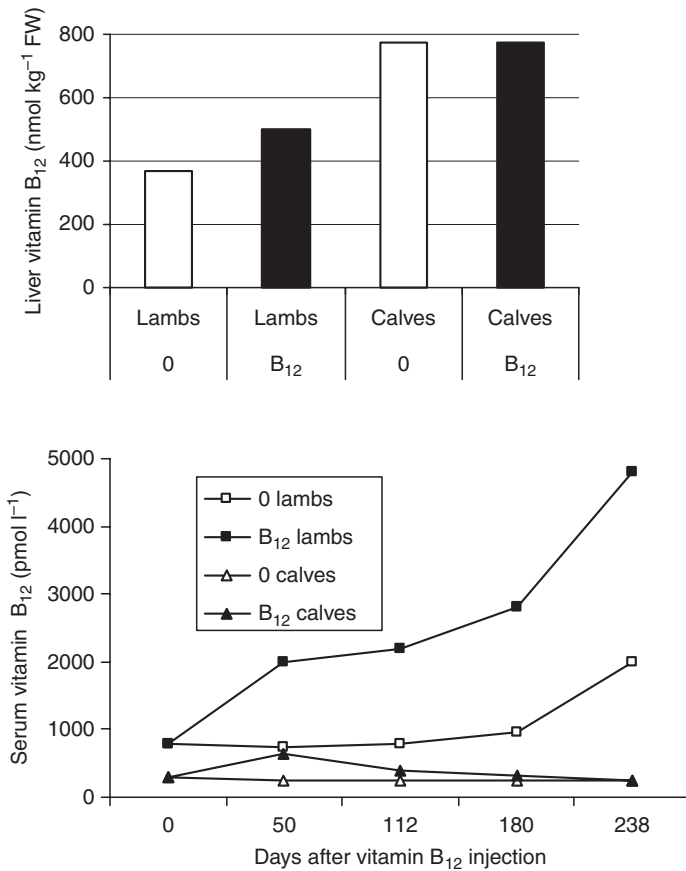 Liver vitamin B₁₂ (nmol kg⁻¹ FW)
800
600
400
200
0
Lambs Lambs Calves Calves
0 B₁₂ 0 B₁₂
Serum vitamin B₁₂ (pmol l⁻¹)
5000
4000
3000
2000
1000
0
0 lambs
B₁₂ lambs
0 calves
B₁₂ calves
0 50 112 180 238
Days after vitamin B₁₂ injection